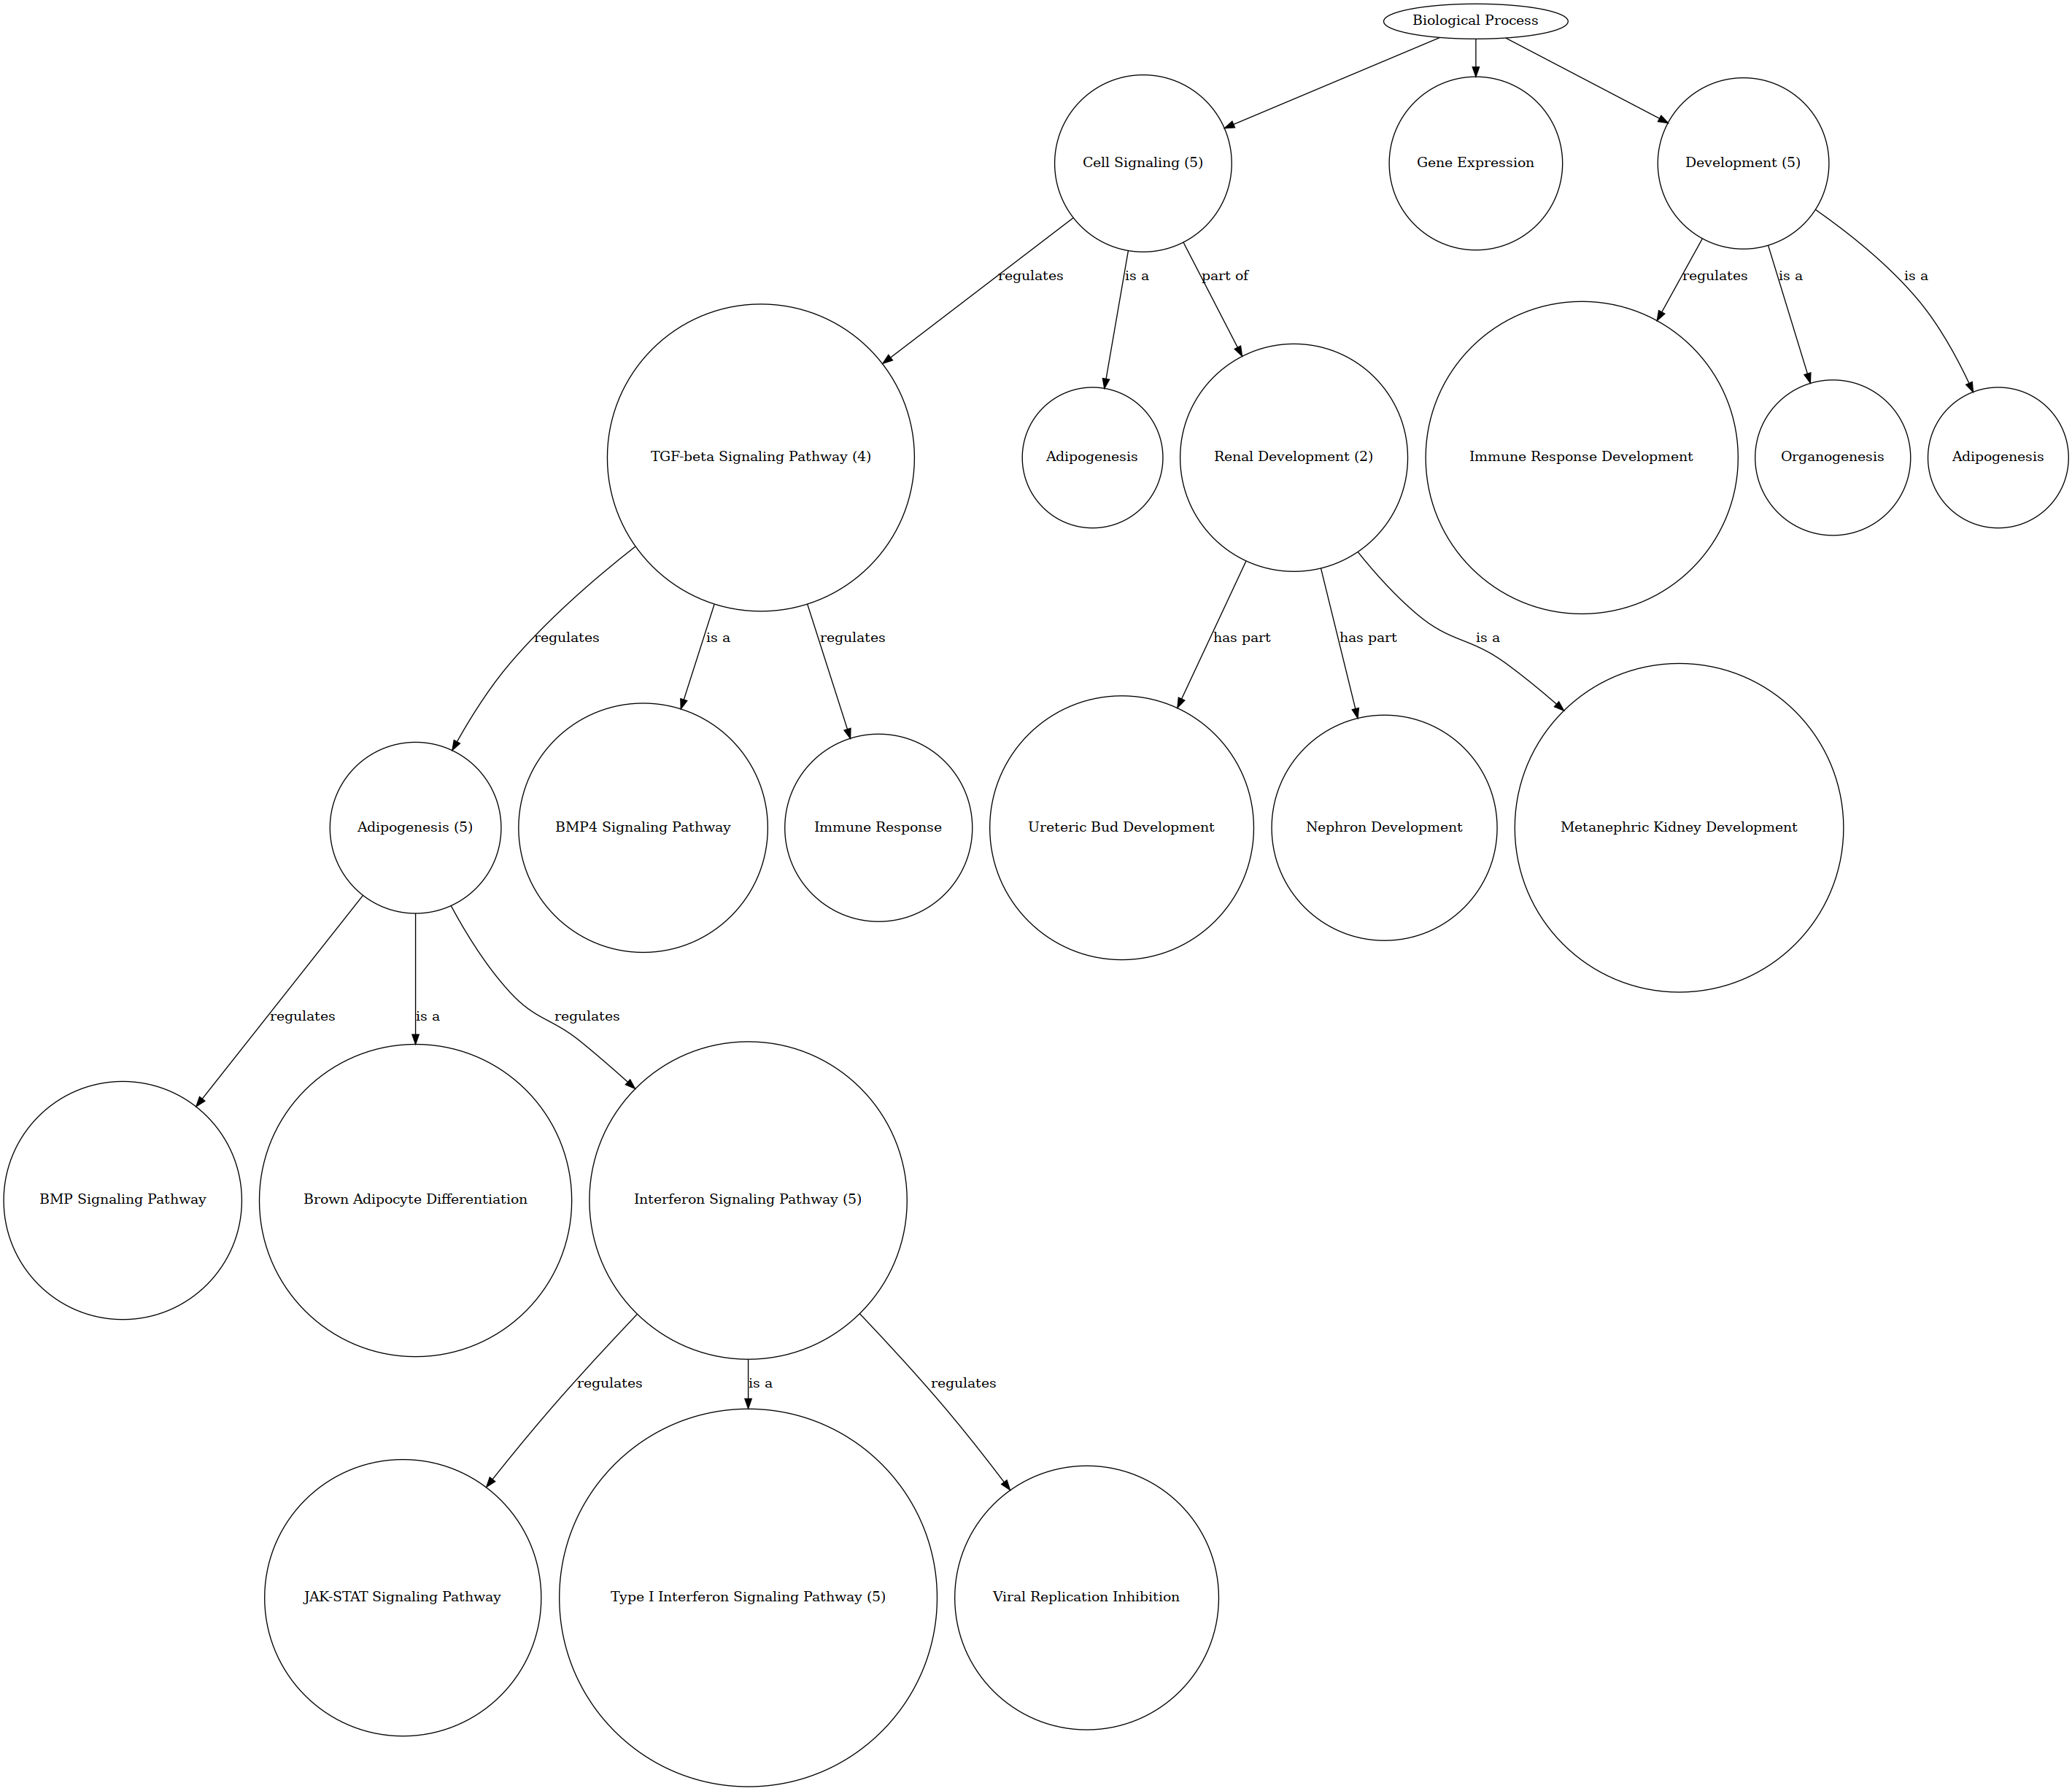 Biological Process
Cell Signaling (5)
Gene Expression
Development (5)
regulates
is a
part of
regulates
is a
is a
TGF-beta Signaling Pathway (4)
Adipogenesis
Renal Development (2)
Immune Response Development
Organogenesis
Adipogenesis
regulates
is a
regulates
has part
has part
is a
Adipogenesis (5)
BMP4 Signaling Pathway
Immune Response
Ureteric Bud Development
Nephron Development
Metanephric Kidney Development
regulates
is a
regulates
BMP Signaling Pathway
Brown Adipocyte Differentiation
Interferon Signaling Pathway (5)
regulates
is a
regulates
JAK-STAT Signaling Pathway
Type I Interferon Signaling Pathway (5)
Viral Replication Inhibition